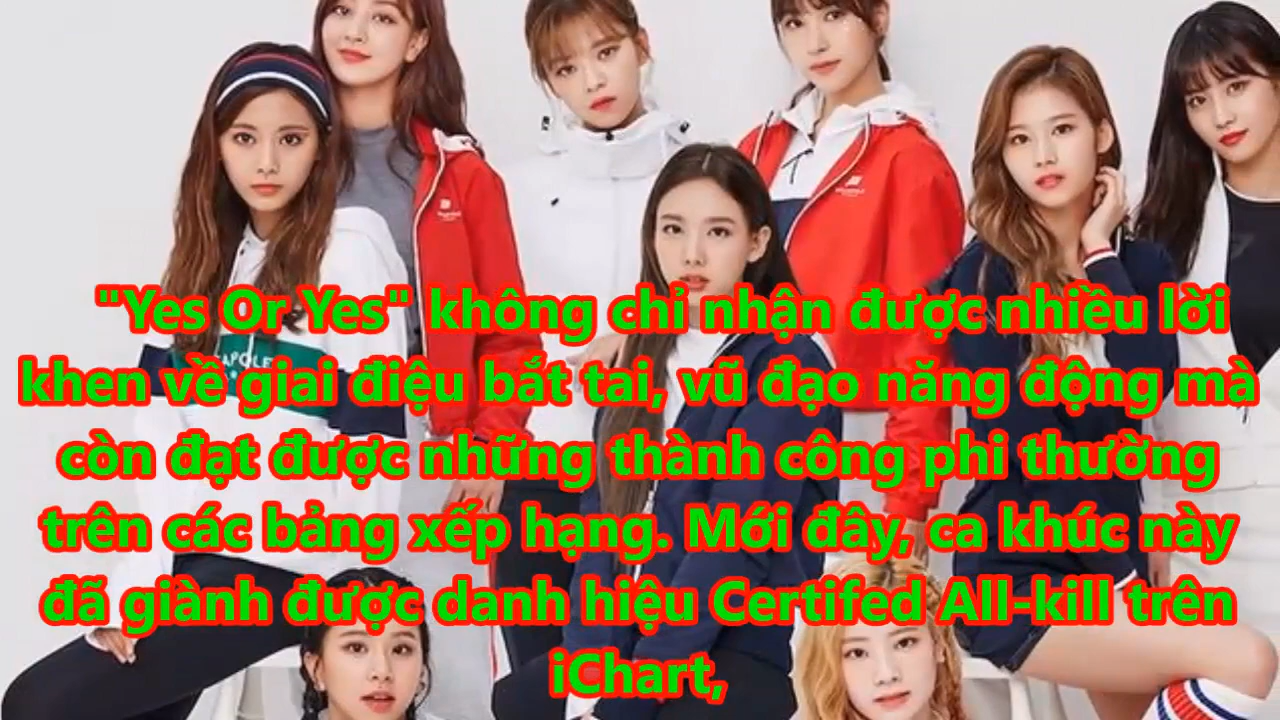 "Yes Or Yes" không chỉ nhận được nhiều lời
khen về giai điệu bắt tai, vũ đạo năng động mà
còn đạt được những thành công phi thường
trên các bảng xếp hạng. Mới đây, ca khúc này
đã giành được danh hiệu Certifed All-kill trên
iChart,